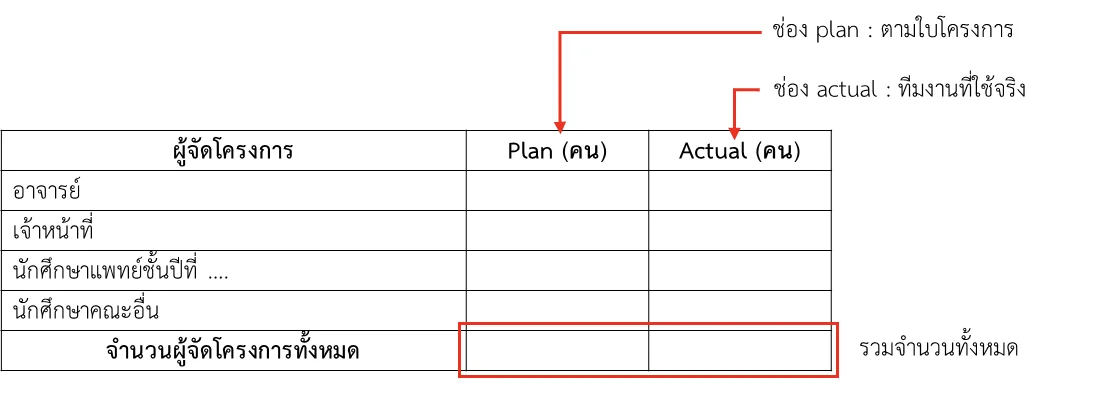 ช่อง plan : ตามใบโครงการ
ช่อง actual : ทีมงานที่ใช้จริง
ผู้จัดโครงการ Plan (คน) Actual (คน)
อาจารย์
เจ้าหน้าที่
นักศึกษาแพทย์ชั้นปีที่ ....
นักศึกษาคณะอื่น
จำนวนผู้จัดโครงการทั้งหมด รวมจำนวนทั้งหมด